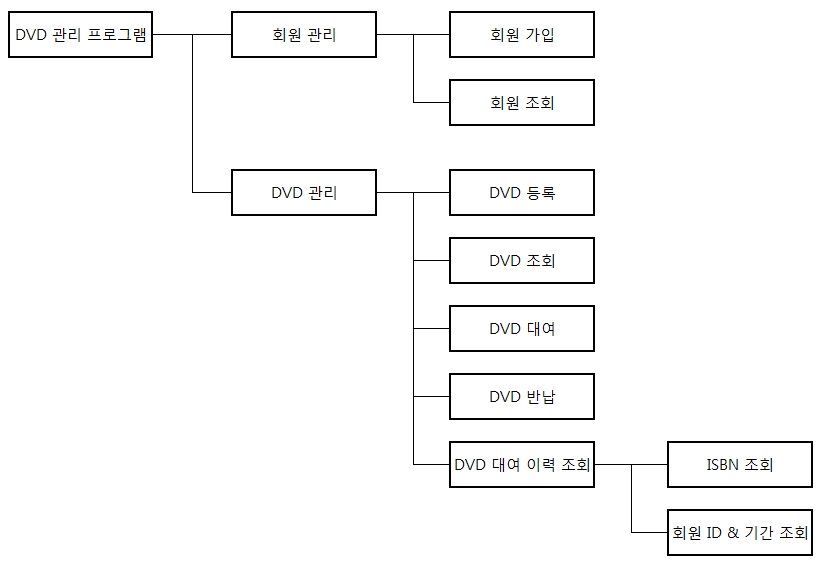 DVD 관리 프로그램
회원 관리
회원 가입
회원 조회
DVD 관리
DVD 등록
DVD 조회
DVD 대여
DVD 반납
DVD 대여 이력 조회
ISBN 조회
회원 ID & 기간 조회